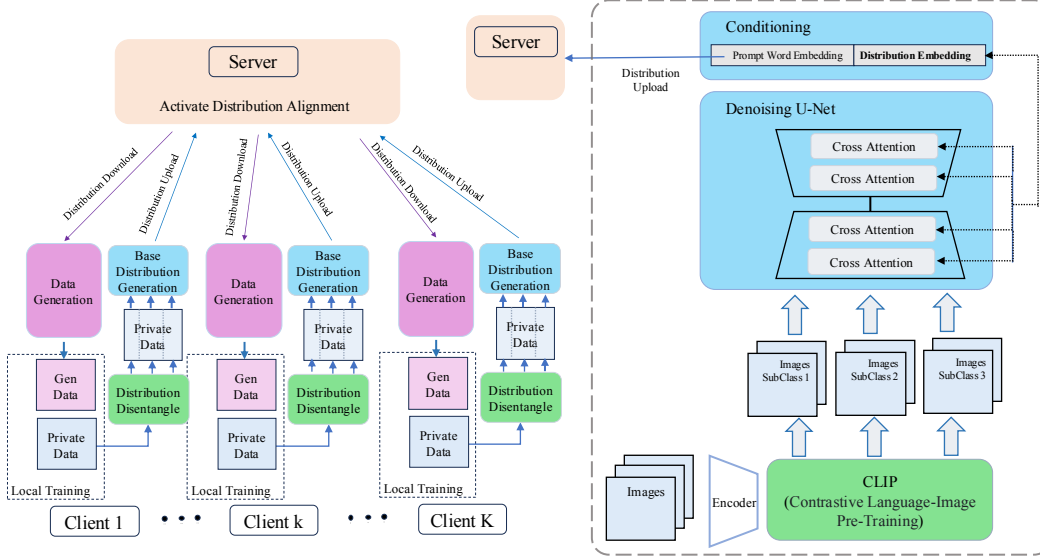 Server
Activate Distribution Alignment
Distribution Download
Distribution Upload
Distribution Download
Distribution Upload
Distribution Download
Distribution Upload
Data
Generation
Base
Distribution
Generation
Private
Data
Gen
Data
Distribution
Disentangle
Private
Data
Local Training
Client 1
Data
Generation
Base
Distribution
Generation
Private
Data
Gen
Data
Distribution
Disentangle
Private
Data
Local Training
Client k
Data
Generation
Base
Distribution
Generation
Private
Data
Gen
Data
Distribution
Disentangle
Private
Data
Local Training
Client K
Server
Distribution
Upload
Conditioning
Prompt Word Embedding
Distribution Embedding
Denoising U-Net
Cross Attention
Cross Attention
Cross Attention
Cross Attention
Images
SubClass 1
Images
SubClass 2
Images
SubClass 3
Images
Encoder
CLIP
(Contrastive Language-Image
Pre-Training)